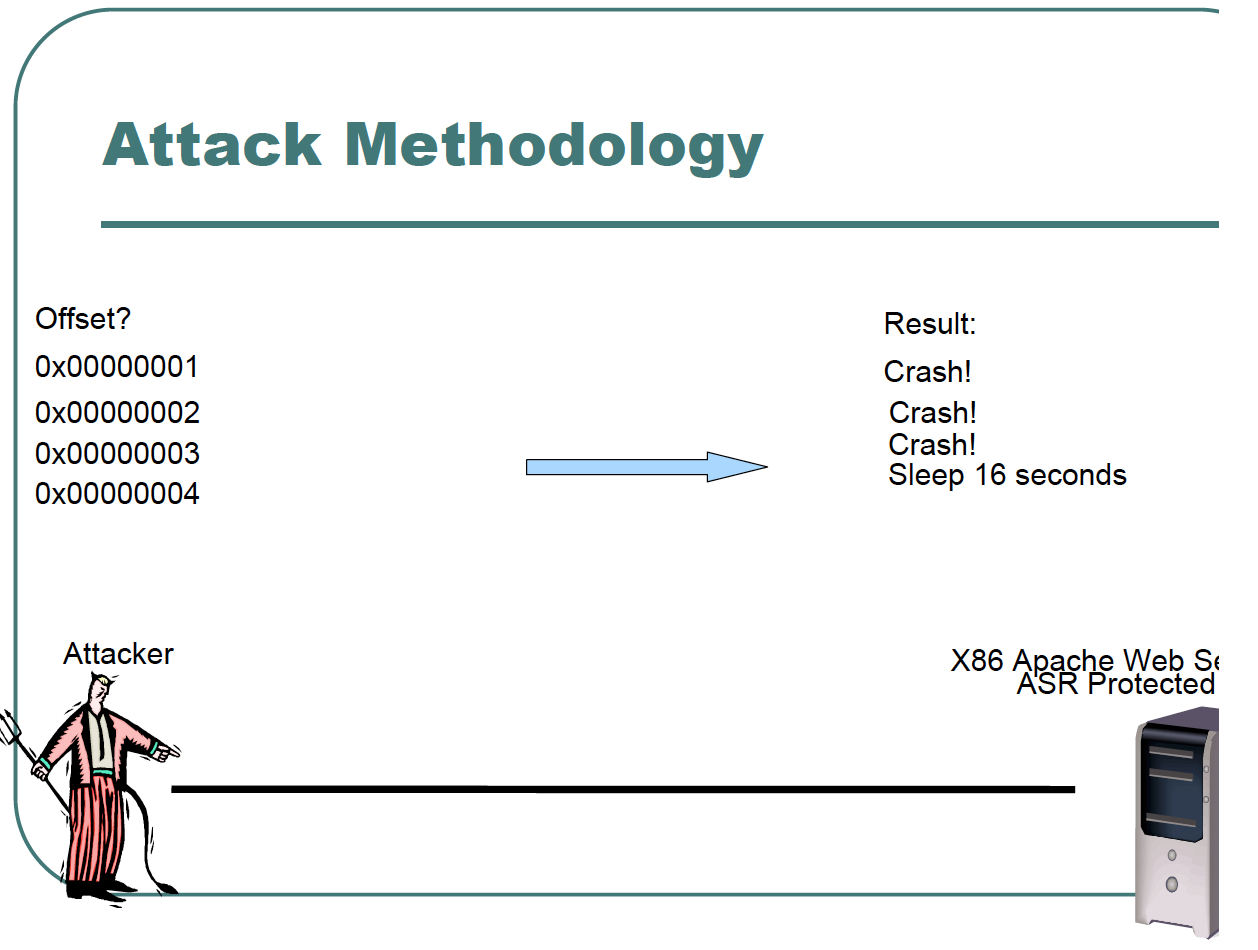 Attack Methodology
Offset?
0x00000001
0x00000002
0x00000003
0x00000004
Result:
Crash!
Crash!
Crash!
Sleep 16 seconds
Attacker
X86 Apache Web
ASR Protected